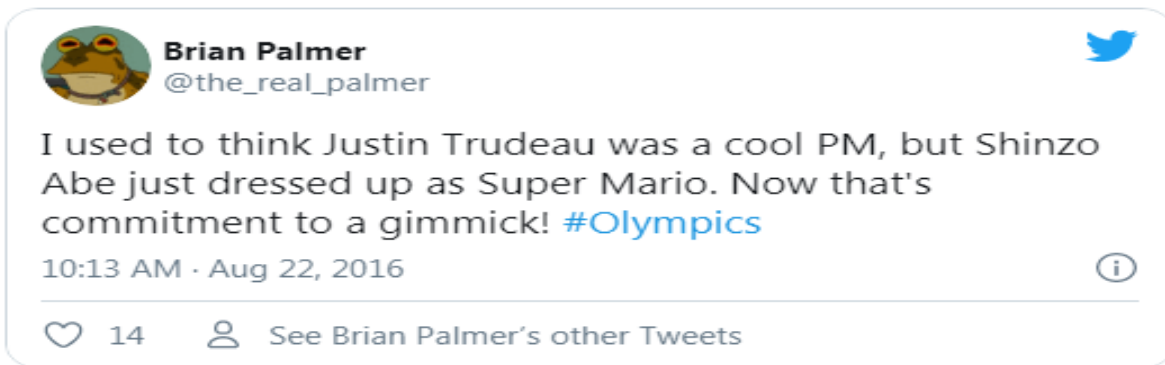 Brian Palmer
@the_real_palmer
I used to think Justin Trudeau was a cool PM, but Shinzo
Abe just dressed up as Super Mario. Now that's
commitment to a gimmick! #Olympics
10:13 AM · Aug 22, 2016
14 See Brian Palmer's other Tweets